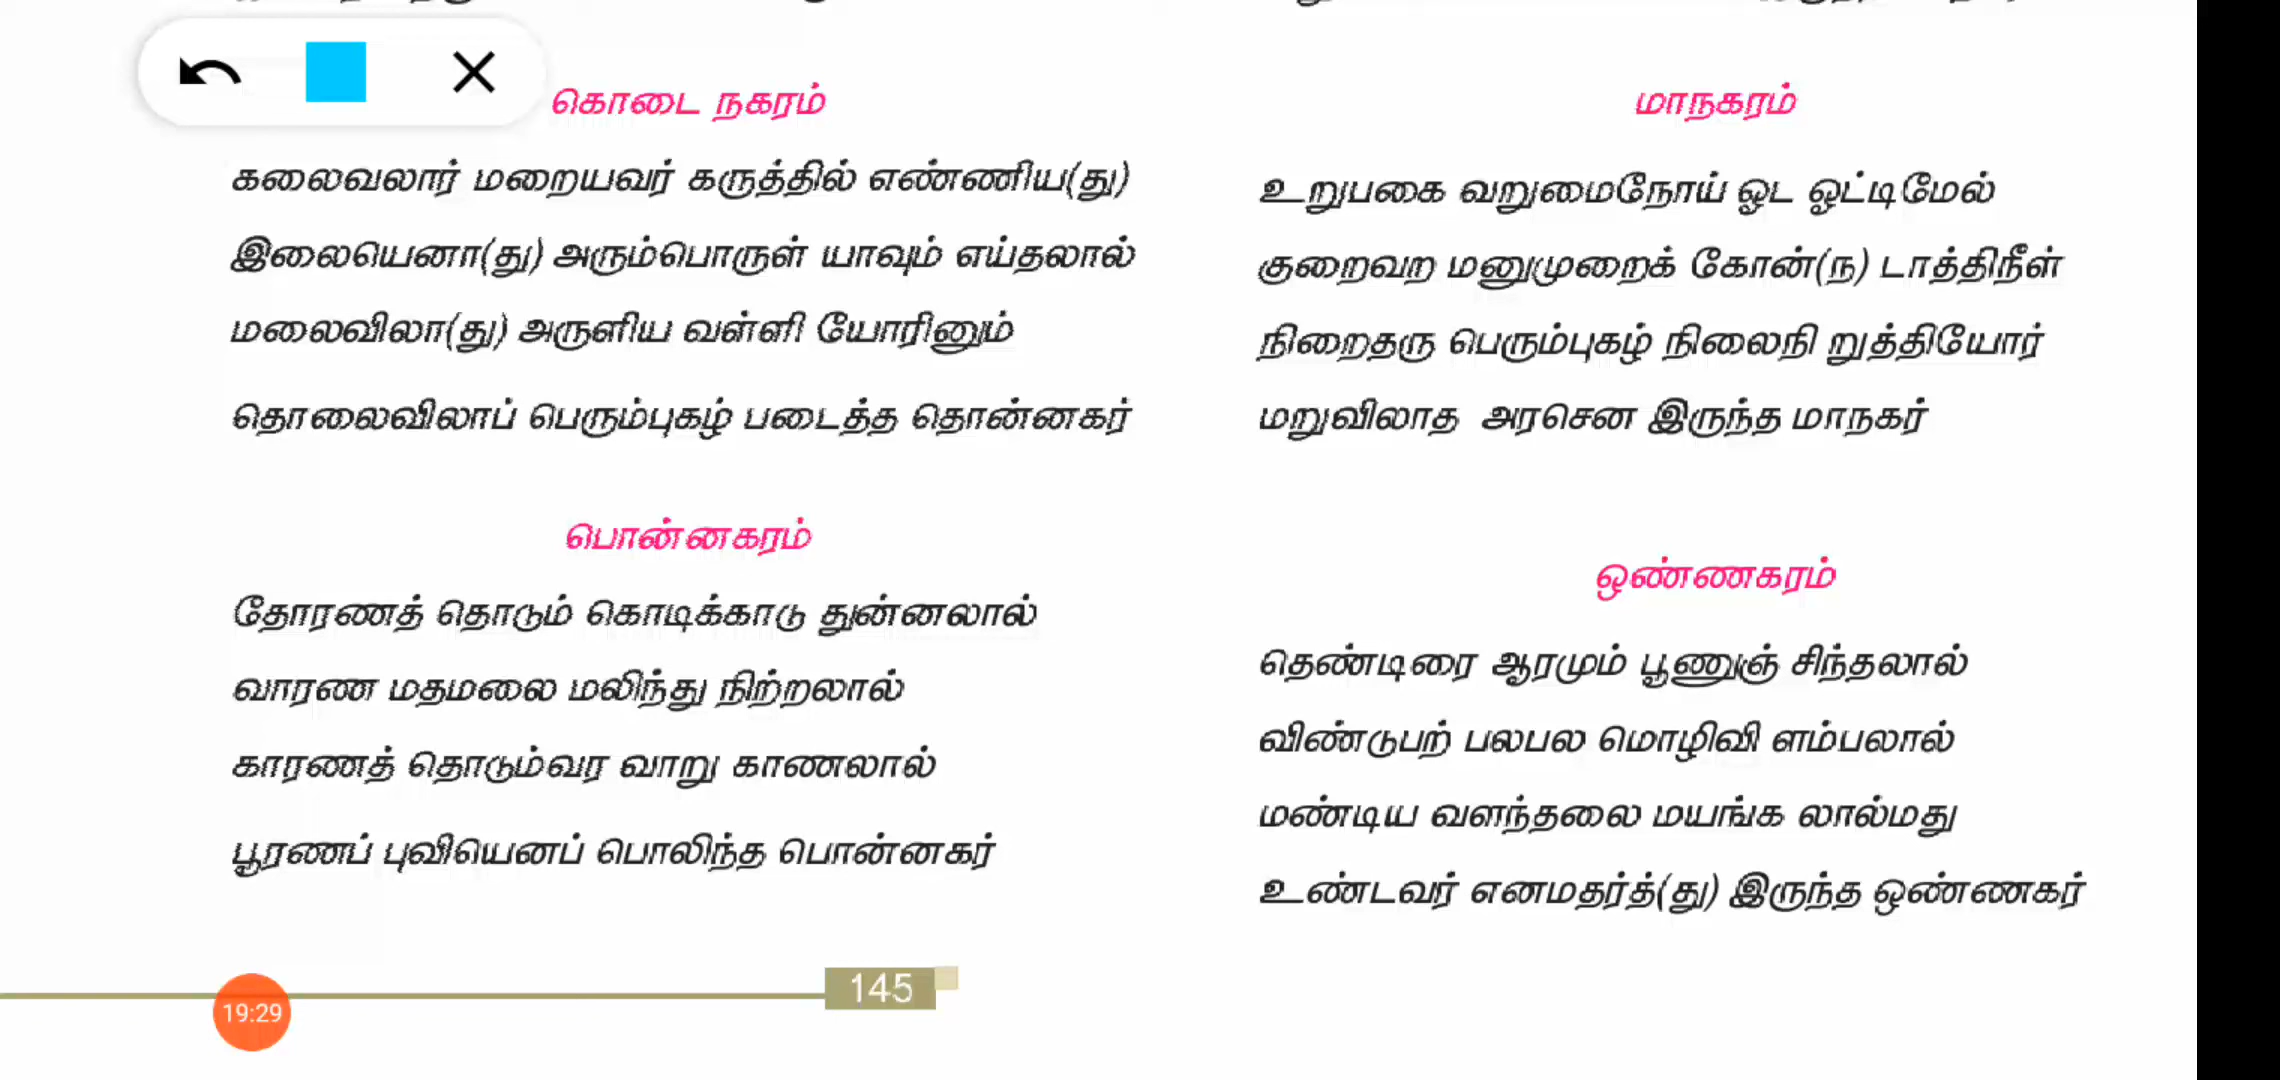 கொடை நகரம்
கலைவலார் மறையவர் கருத்தில் எண்ணிய(து)
இலையெனா(து) அரும்பொருள் யாவும் எய்தலால்
மலைவிலா(து) அருளிய வள்ளி யோரினும்
தொலைவிலாப் பெரும்புகழ் படைத்த தொன்னகர்
பொன்னகரம்
தோரணத் தொடும் கொடிக்காடு துன்னலால்
வாரண மதமலை மலிந்து நிற்றலால்
காரணத் தொடும்வர வாறு காணலால்
பூரணப் புவியெனப் பொலிந்த பொன்னகர்
மாநகரம்
உறுபகை வறுமைநோய் ஓட ஓட்டிமேல்
குறைவற மனுமுறைக் கோன்(ந) டாத்திநீள்
நிறைதரு பெரும்புகழ் நிலைநி றுத்தியோர்
மறுவிலாத அரசென இருந்த மாநகர்
ஒண்ணகரம்
தெண்டிரை ஆரமும் பூணுஞ் சிந்தலால்
விண்டுபற் பலபல மொழிவி ளம்பலால்
மண்டிய வளந்தலை மயங்க லால்மது
உண்டவர் எனமதர்த்(து) இருந்த ஒண்ணகர்
145
19:29